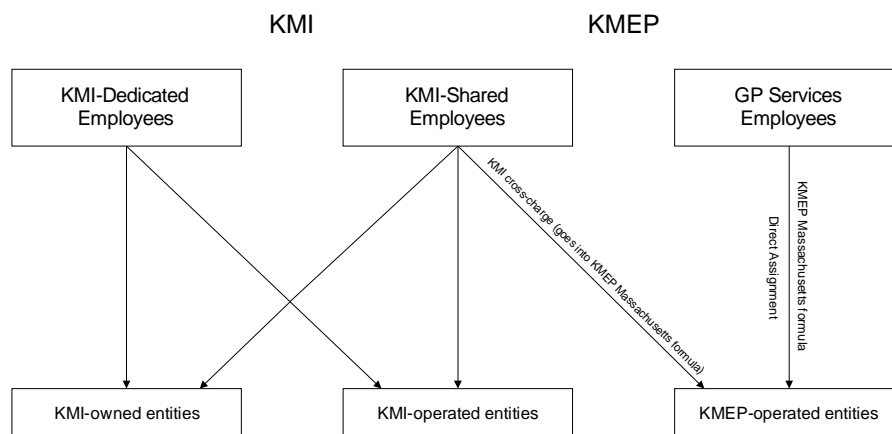 KMI
KMEP
KMI-Dedicated
Employees
KMI-Shared
Employees
GP Services
Employees
KMI cross-charge (goes into KMEP Massachusetts formula)
KMEP Massachusetts formula
Direct Assignment
KMI-owned entities
KMI-operated entities
KMEP-operated entities